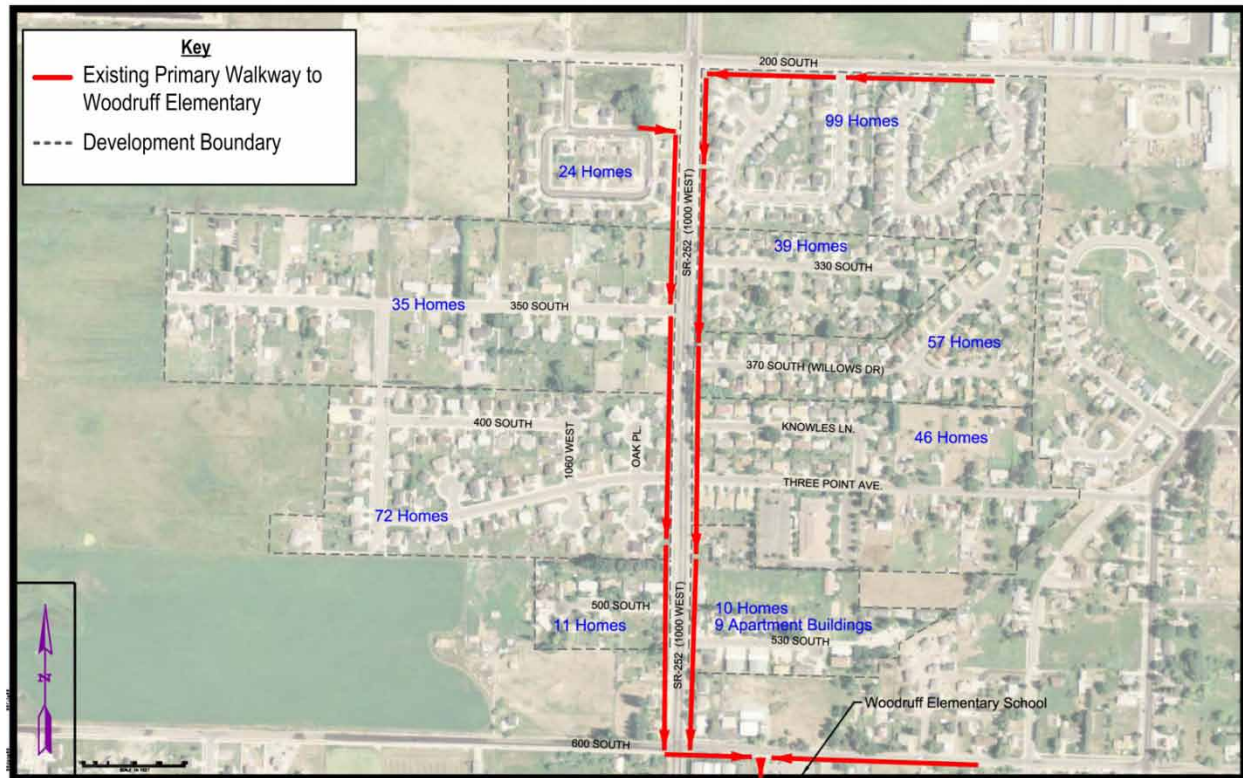 Key
Existing Primary Walkway to
Woodruff Elementary
Development Boundary
200 SOUTH
99 Homes
24 Homes
SR-252 (1000 WEST)
39 Homes
330 SOUTH
35 Homes
350 SOUTH
57 Homes
370 SOUTH (WILLOWS DR)
400 SOUTH
1060 WEST
OAK PL.
KNOWLES LN.
46 Homes
THREE POINT AVE.
72 Homes
500 SOUTH
11 Homes
SR-252 (1000 WEST)
10 Homes
9 Apartment Buildings
530 SOUTH
N
Woodruff Elementary School
600 SOUTH
SCALE IN FEET